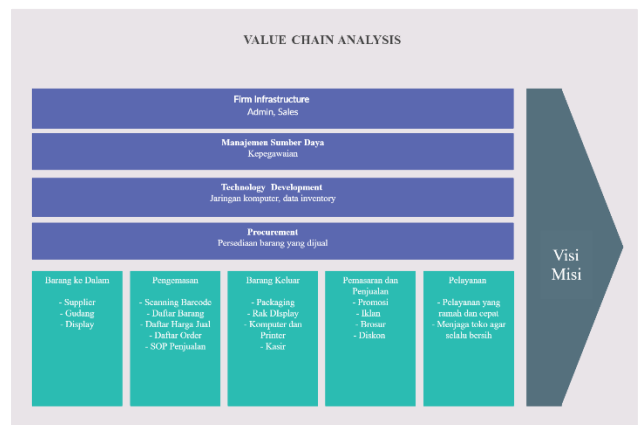 VALUE CHAIN ANALYSIS
Firm Infrastructure
Admin, Sales
Manajemen Sumber Daya
Kepegawaian
Technology Development
Jaringan komputer, data inventory
Procurement
Persediaan barang yang dijual
Barang ke Dalam
- Supplier
- Gudang
- Display
Pengemasan
- Scanning Barcode
- Daftar Barang
- Daftar Harga Jual
- Daftar Order
- SOP Penjualan
Barang Keluar
- Packaging
- Rak DIsplay
- Komputer dan
Printer
- Kasir
Pemasaran dan
Penjualan
- Promosi
- Iklan
- Brosur
- Diskon
Pelayanan
- Pelayanan yang
ramah dan cepat
- Menjaga toko agar
selalu bersih
Visi
Misi